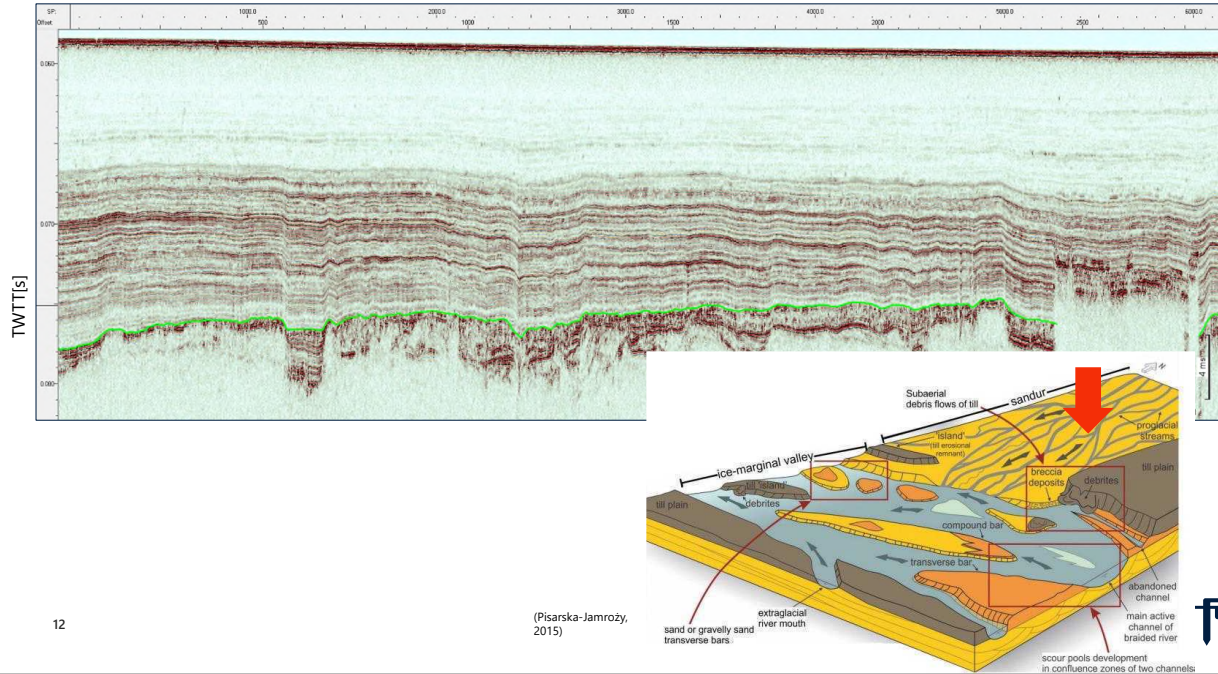 SP: 1000.0 2000.0 3000.0 4000.0 5000.0 6000.0
Offset: 500 1000 1500 2000 2500
0.060
0.070
0.080
TWTT[s]
4 ms
N
Subaerial
debris flows of till
sandur
'island'
(till erosional
remnant)
proglacial
streams
ice-marginal valley
till plain
breccia
deposits
debrites
till 'island'
debrites
till plain
compound bar
transverse bar
abandoned
channel
extraglacial
river mouth
main active
channel of
braided river
sand or gravelly sand
transverse bars
scour pools development
in confluence zones of two channels
12
(Pisarska-Jamroży,
2015)